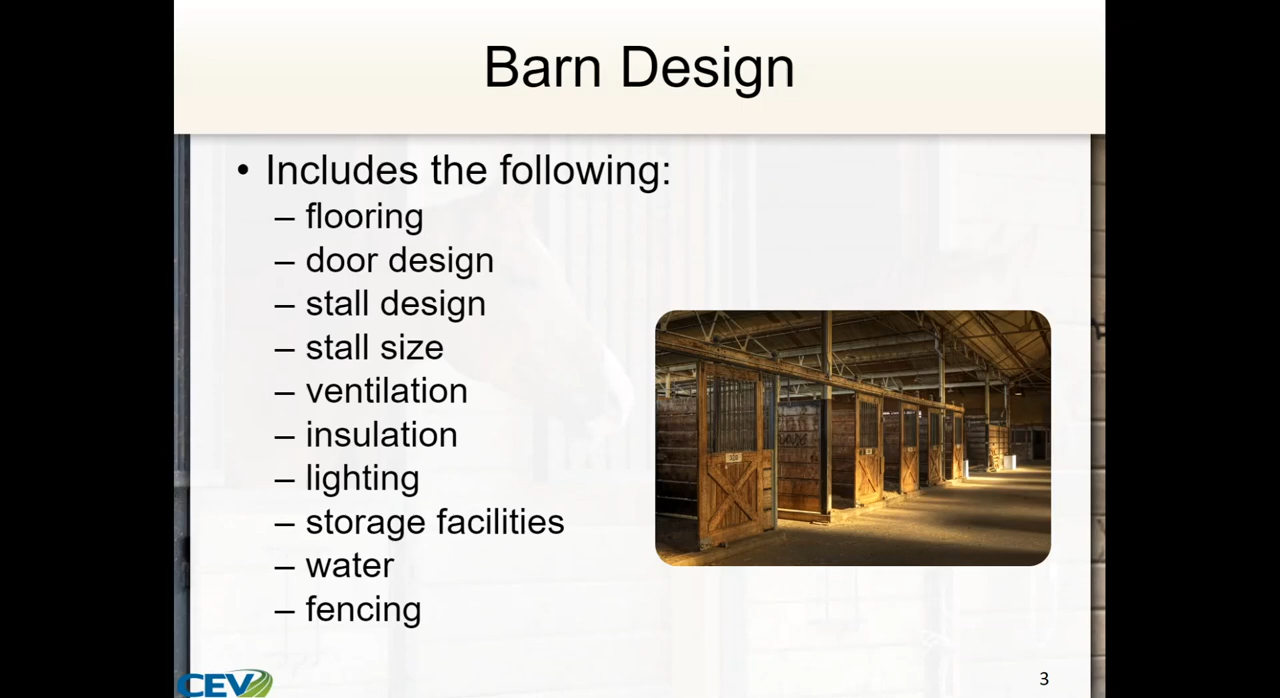 Barn Design
• Includes the following:
– flooring
– door design
– stall design
– stall size
– ventilation
– insulation
– lighting
– storage facilities
– water
– fencing
CEV
3